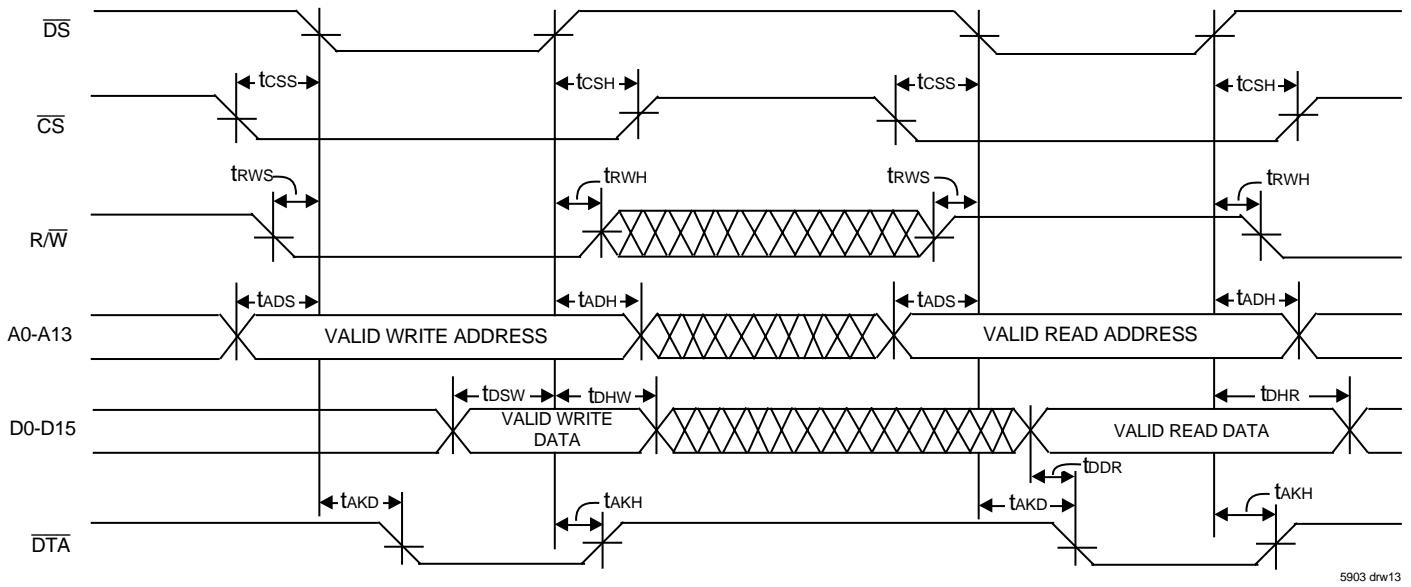 DS
tCSS
tCSH
tCSS
tCSH
CS
tRWS
tRWH
tRWS
tRWH
R/W
tADS
tADH
tADS
tADH
A0-A13
VALID WRITE ADDRESS
VALID READ ADDRESS
tDSW
tDHW
tDHR
D0-D15
VALID WRITE
DATA
VALID READ DATA
tDDR
tAKD
tAKH
tAKD
tAKH
DTA
5903 drw13